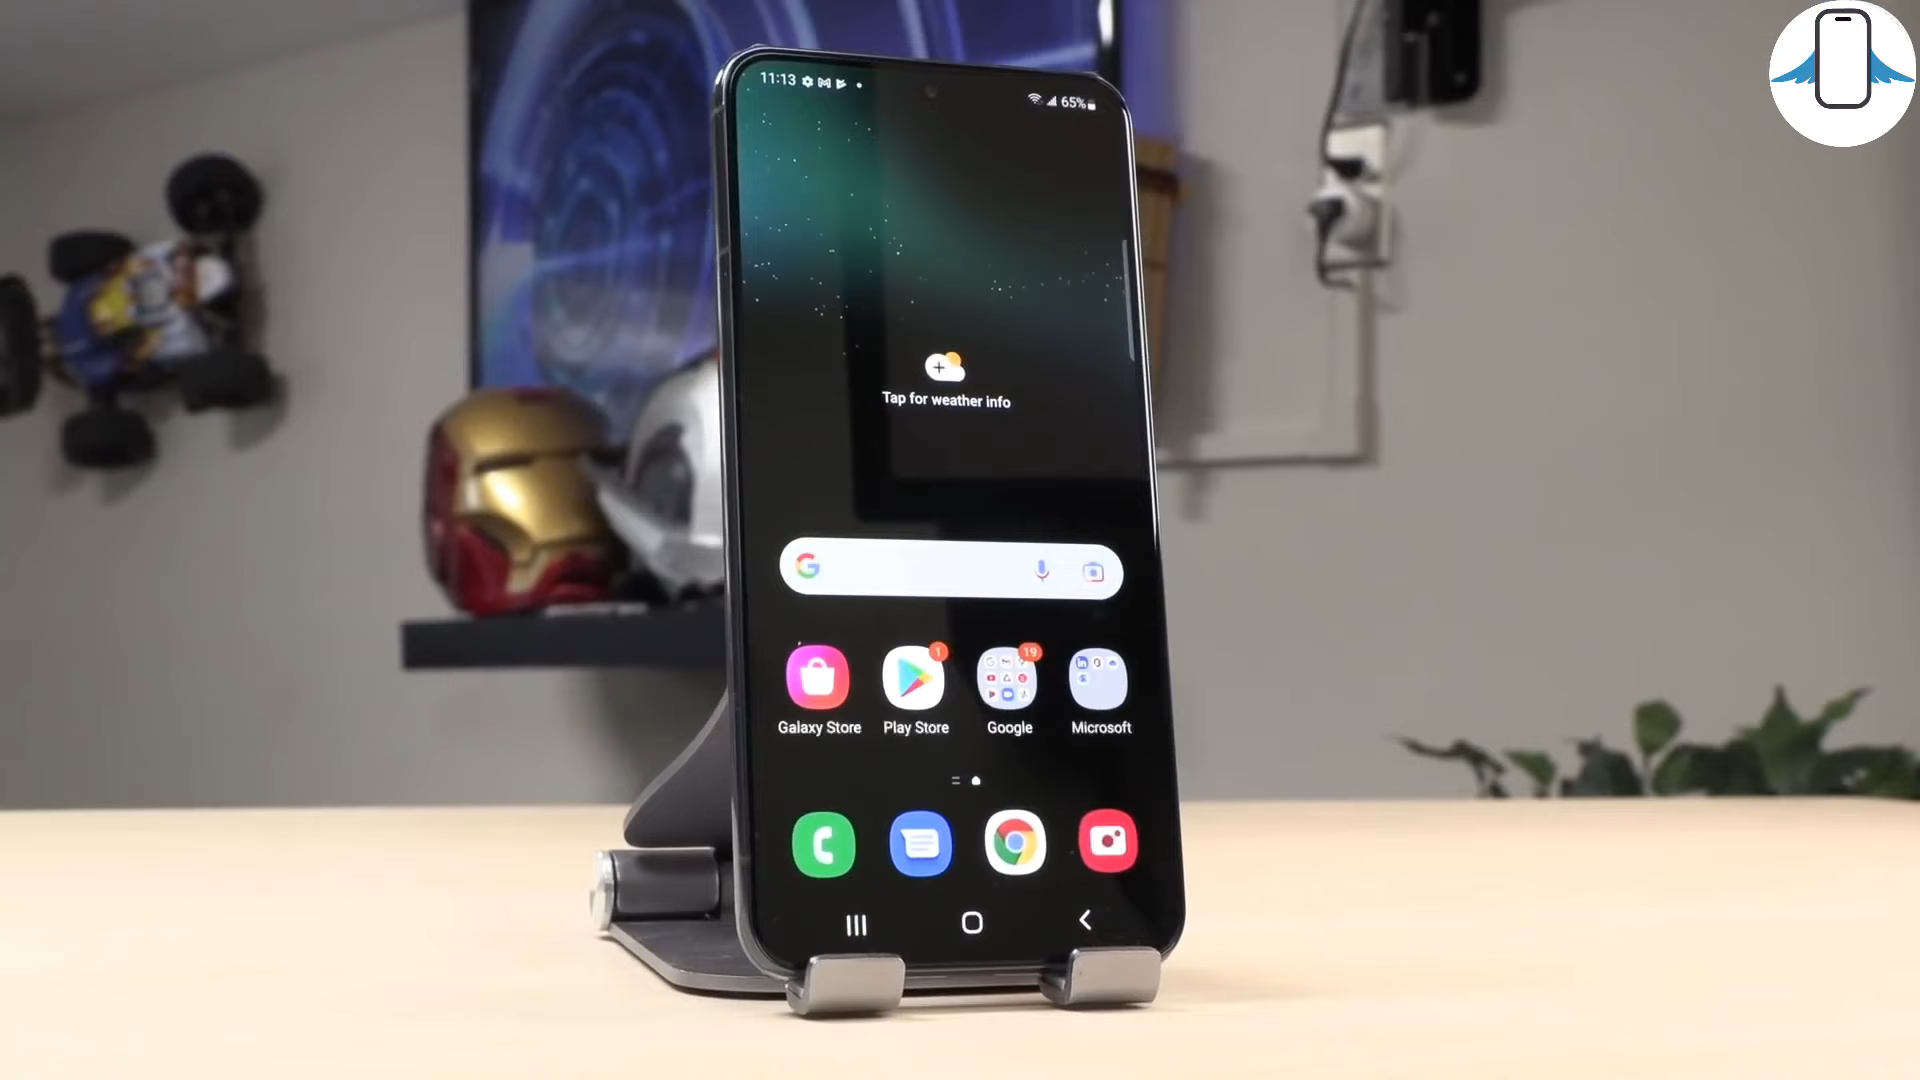 11:13
65%
Tap for weather info
1
19
Galaxy Store
Play Store
Google
Microsoft